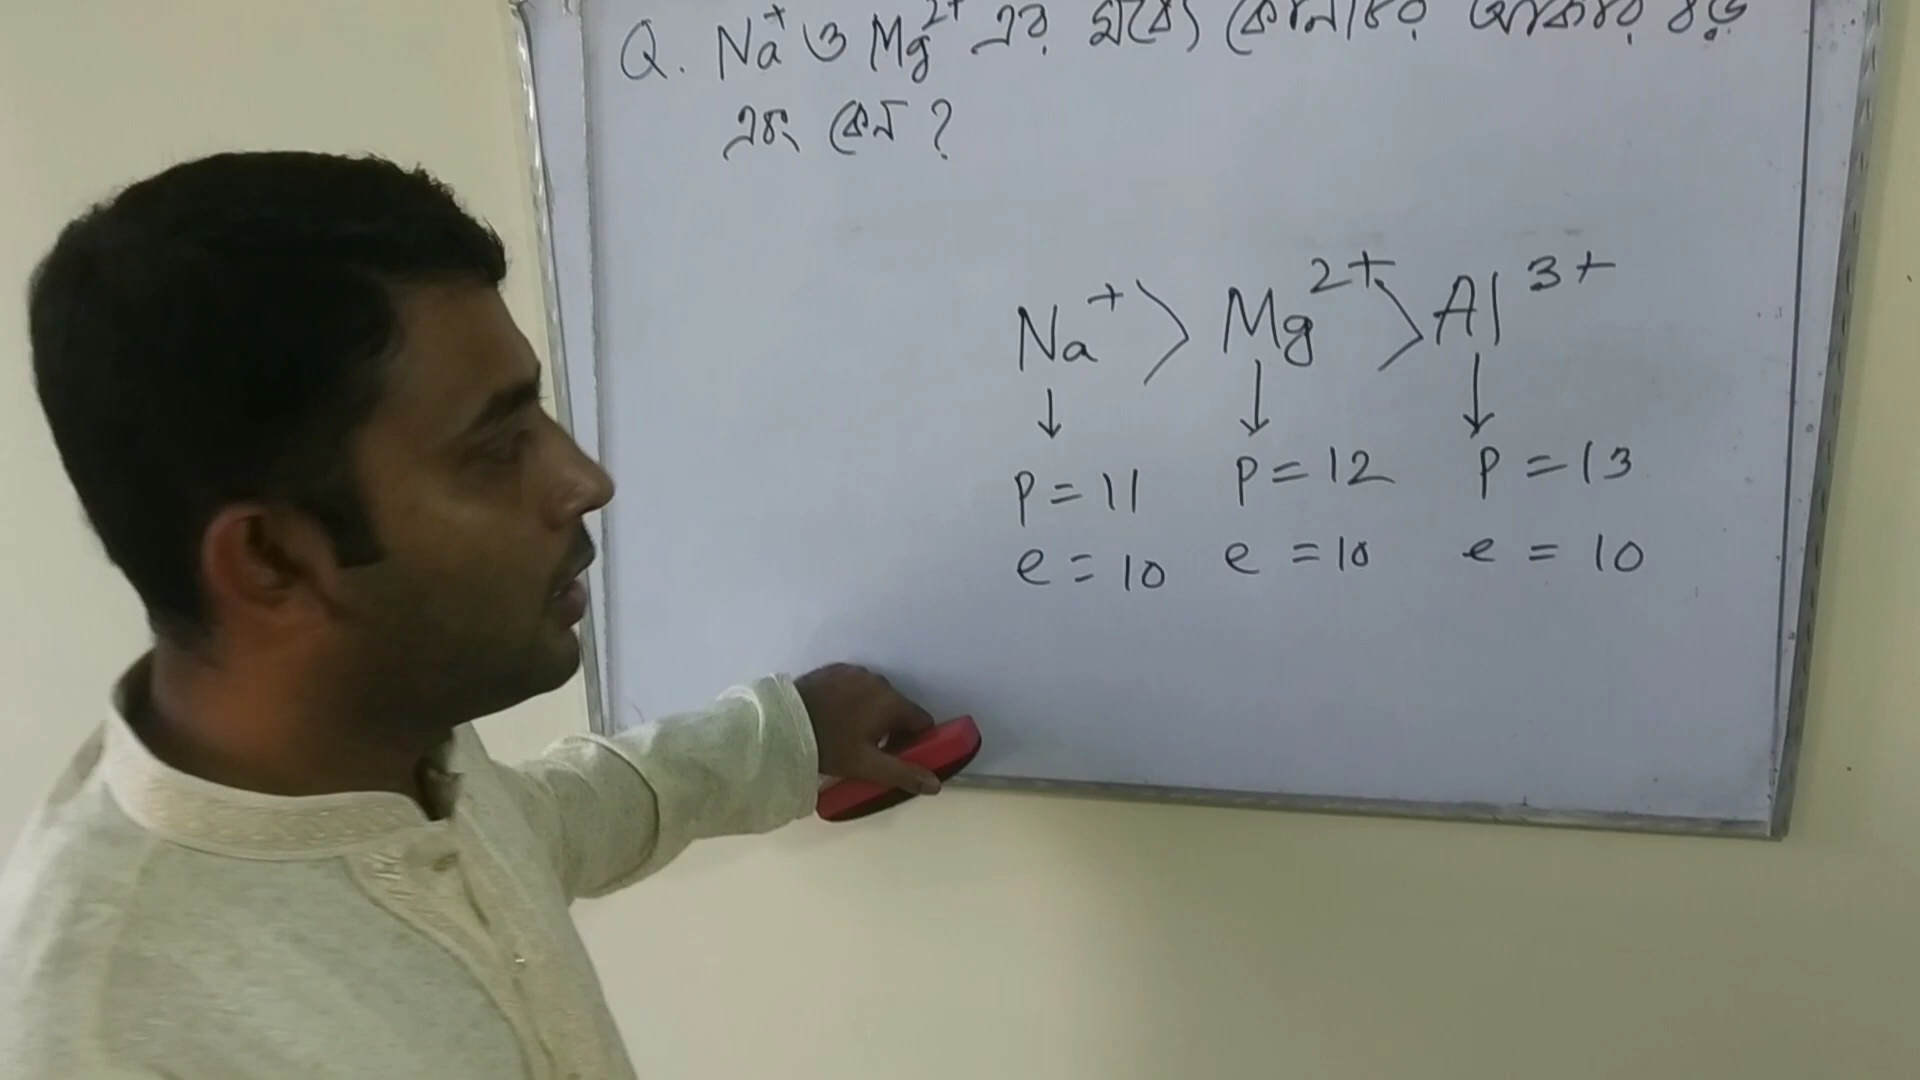 Q. Na⁺ ও Mg²⁺ এর মধ্যে কোনটির আকার বড়
এবং কেন ?
Na⁺ > Mg²⁺ > Al³⁺
↓ ↓ ↓
P = 11 P = 12 P = 13
e = 10 e = 10 e = 10